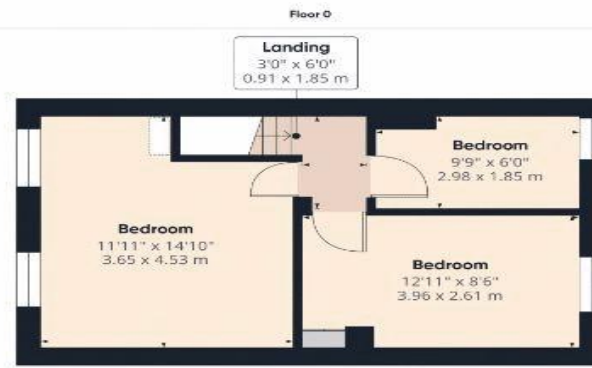 Floor 0
Landing
3'0" x 6'0"
0.91 x 1.85 m
Bedroom
9'9" x 6'0"
2.98 x 1.85 m
Bedroom
11'11" x 14'10"
3.65 x 4.53 m
Bedroom
12'11" x 8'6"
3.96 x 2.61 m